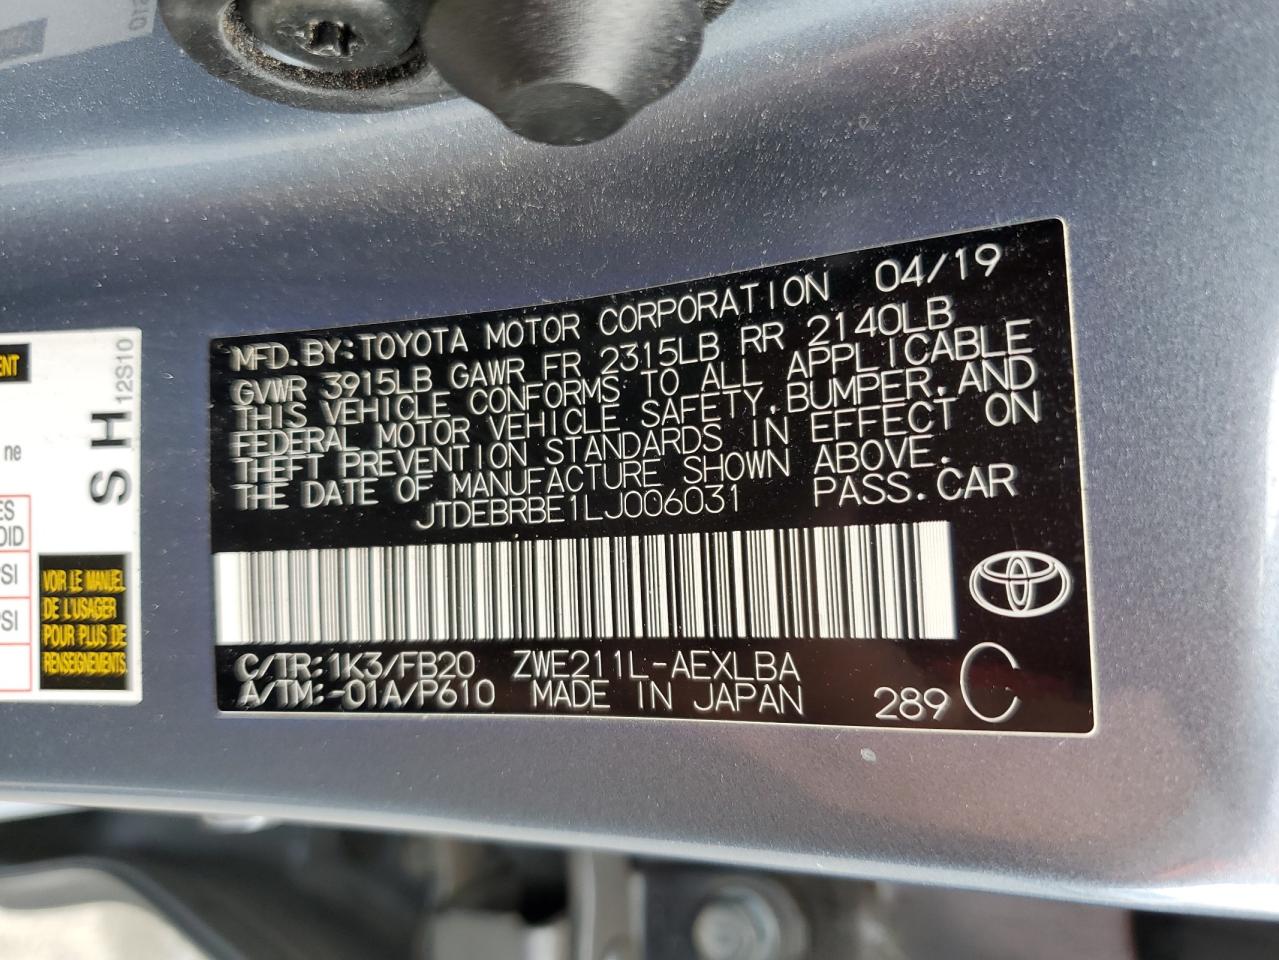 MFD. BY: TOYOTA MOTOR CORPORATION 04/19
GVWR 3915LB GAWR FR 2315LB RR 2140LB
THIS VEHICLE CONFORMS TO ALL APPLICABLE
FEDERAL MOTOR VEHICLE SAFETY, BUMPER, AND
THEFT PREVENTION STANDARDS IN EFFECT ON
THE DATE OF MANUFACTURE SHOWN ABOVE.
JTDEBRBE1LJ006031 PASS. CAR
C/TR: 1K3/FB20 ZWE211L-AEXLBA
A/TM: -01A/P610 MADE IN JAPAN 289 C
SH
12S10
ne
PSI
VOIR LE MANUEL
DE L'USAGER
POUR PLUS DE
RENSEIGNEMENTS.